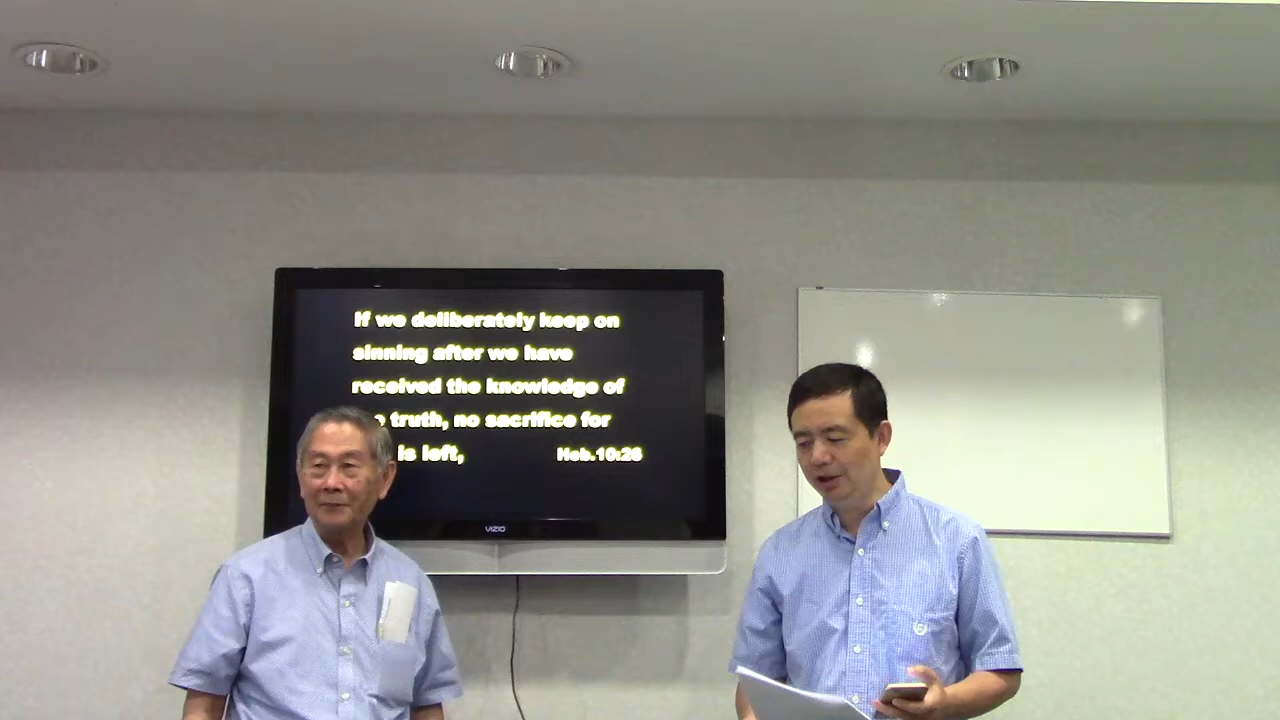 If we deliberately keep on
sinning after we have
received the knowledge of
truth, no sacrifice for
is left,
Heb.10:26
VIZIO